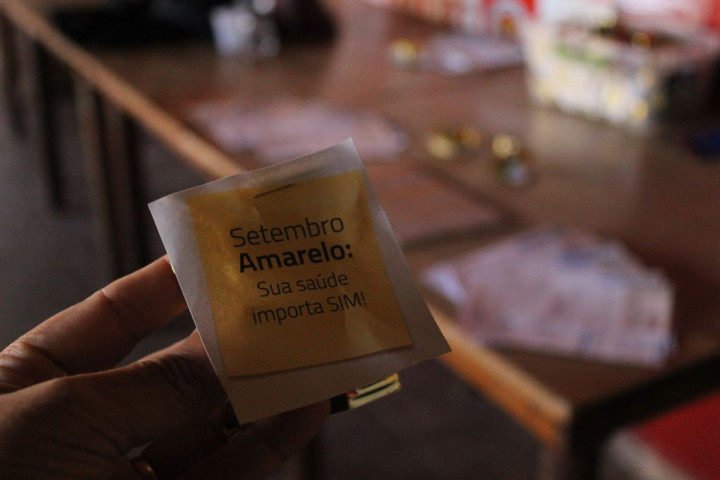 Setembro
Amarelo:
Sua saúde
importa SIM!